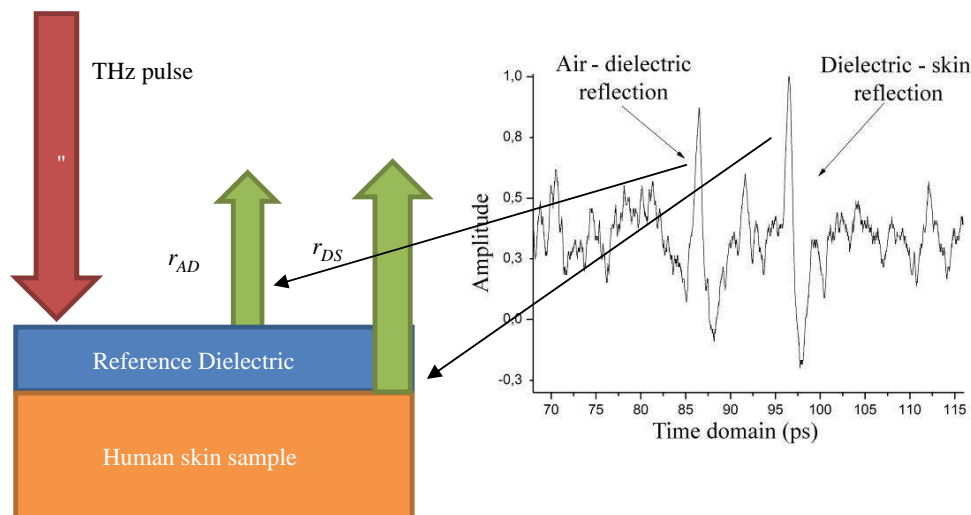 THz pulse
"
r_AD
r_DS
Reference Dielectric
Human skin sample
Air - dielectric
reflection
Dielectric - skin
reflection
Amplitude
1,0
0,8
0,5
0,3
0,0
-0,3
70 75 80 85 90 95 100 105 110 115
Time domain (ps)